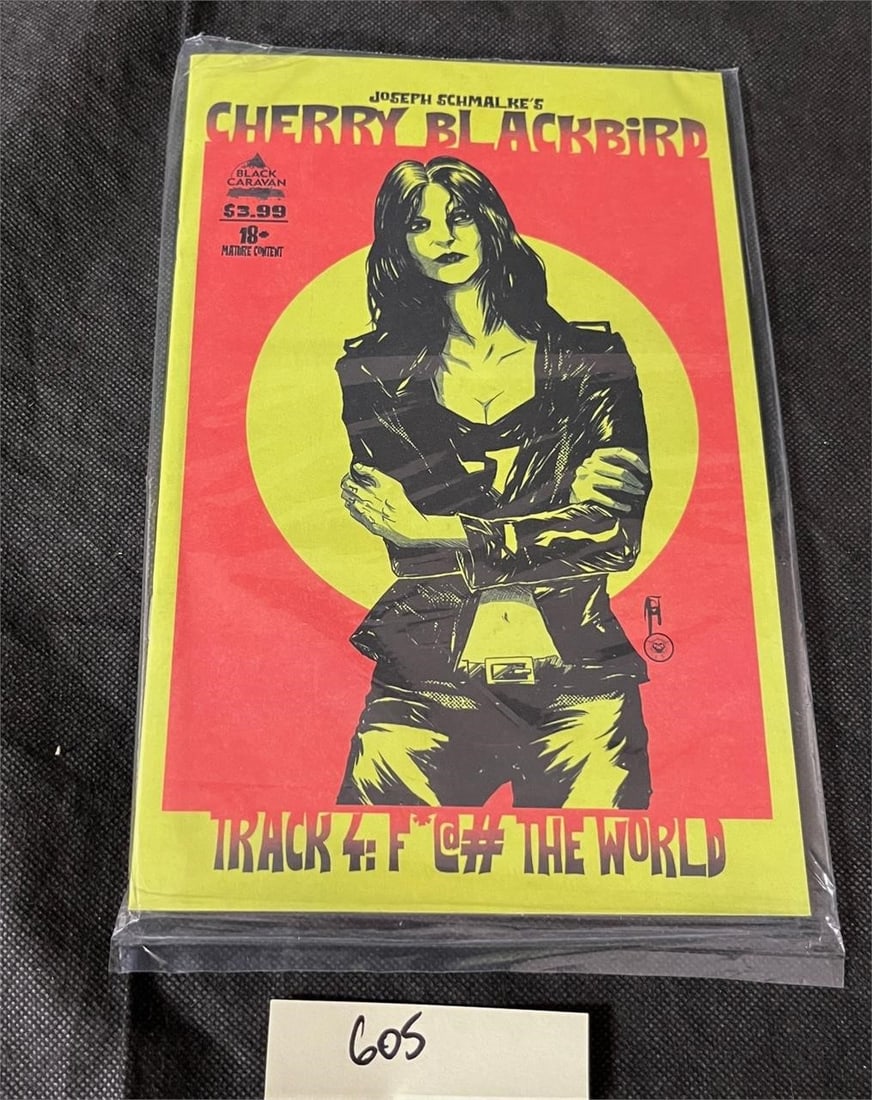 JOSEPH SCHMALKE'S
CHERRY BLACKBIRD
BLACK
CARAVAN
$3.99
18+
MATURE CONTENT
TRACK 4: F*@# THE WORLD
605